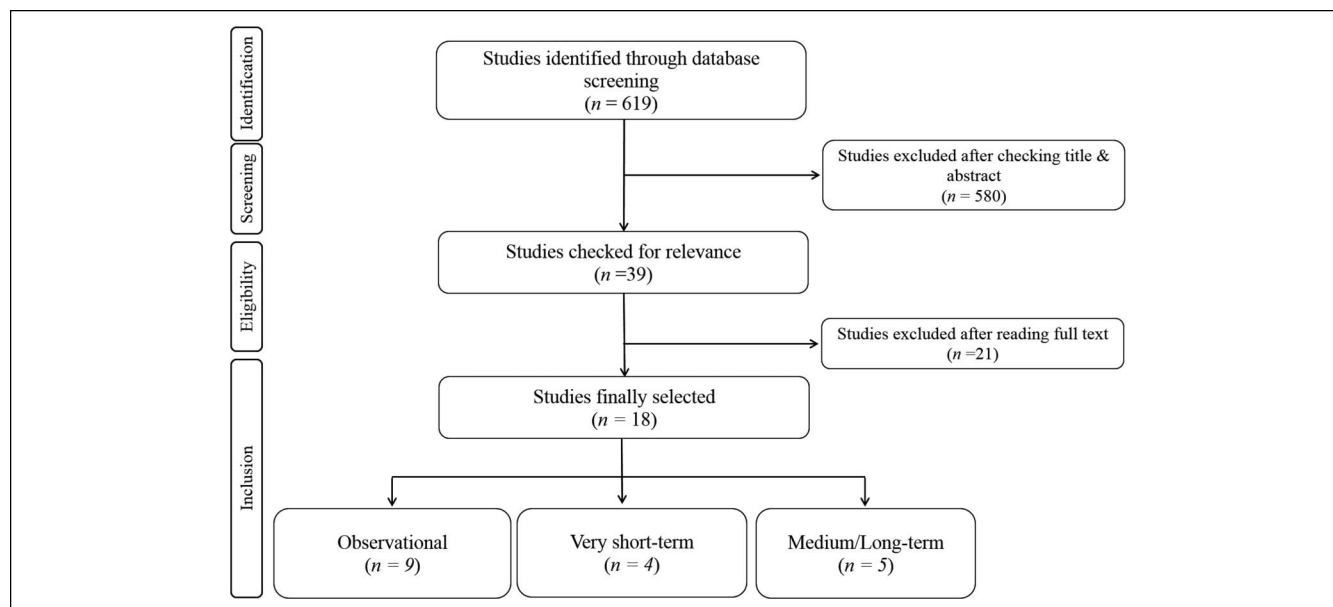 Identification
Studies identified through database
screening
(n = 619)
Screening
Studies excluded after checking title &
abstract
(n = 580)
Eligibility
Studies checked for relevance
(n =39)
Studies excluded after reading full text
(n =21)
Inclusion
Studies finally selected
(n = 18)
Observational
(n = 9)
Very short-term
(n = 4)
Medium/Long-term
(n = 5)